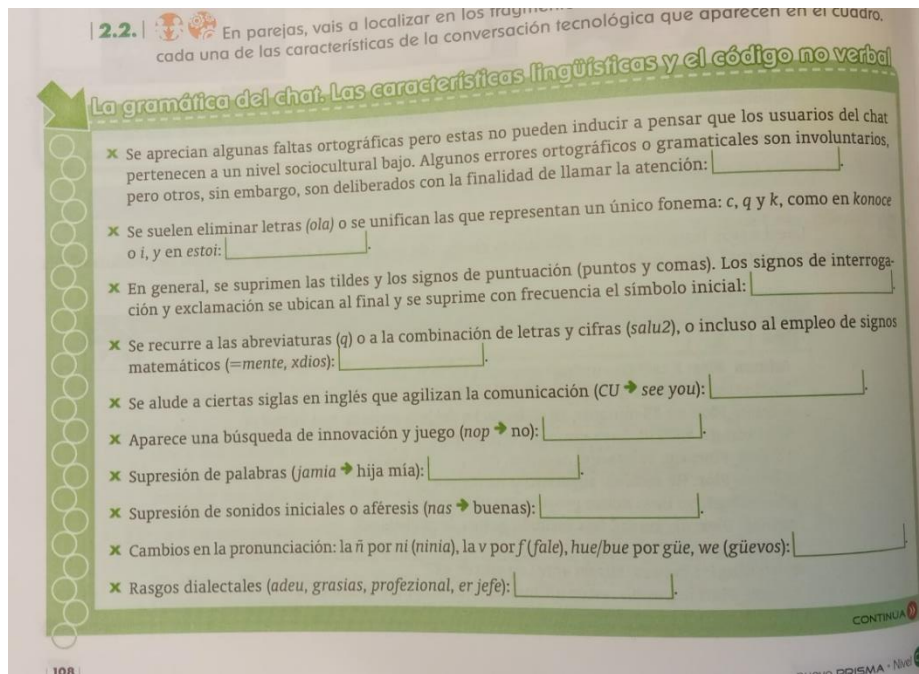 2.2. En parejas, vais a localizar en los
cada una de las características de la conversación tecnológica que aparecen en el cuadro.
La gramática del chat. Las características lingüísticas y el código no verbal
✘ Se aprecian algunas faltas ortográficas pero estas no pueden inducir a pensar que los usuarios del chat
pertenecen a un nivel sociocultural bajo. Algunos errores ortográficos o gramaticales son involuntarios,
pero otros, sin embargo, son deliberados con la finalidad de llamar la atención: .
✘ Se suelen eliminar letras (ola) o se unifican las que representan un único fonema: c, q y k, como en konoce
o i, y en estoi: .
✘ En general, se suprimen las tildes y los signos de puntuación (puntos y comas). Los signos de interroga-
ción y exclamación se ubican al final y se suprime con frecuencia el símbolo inicial: .
✘ Se recurre a las abreviaturas (q) o a la combinación de letras y cifras (salu2), o incluso al empleo de signos
matemáticos (=mente, xdios): .
✘ Se alude a ciertas siglas en inglés que agilizan la comunicación (CU ➔ see you): .
✘ Aparece una búsqueda de innovación y juego (nop ➔ no): .
✘ Supresión de palabras (jamia ➔ hija mía): .
✘ Supresión de sonidos iniciales o aféresis (nas ➔ buenas): .
✘ Cambios en la pronunciación: la ñ por ni (ninia), la v por f (fale), hue/bue por güe, we (güevos): .
✘ Rasgos dialectales (adeu, grasias, profezional, er jefe): .
CONTINÚA
108
PRISMA • Nivel